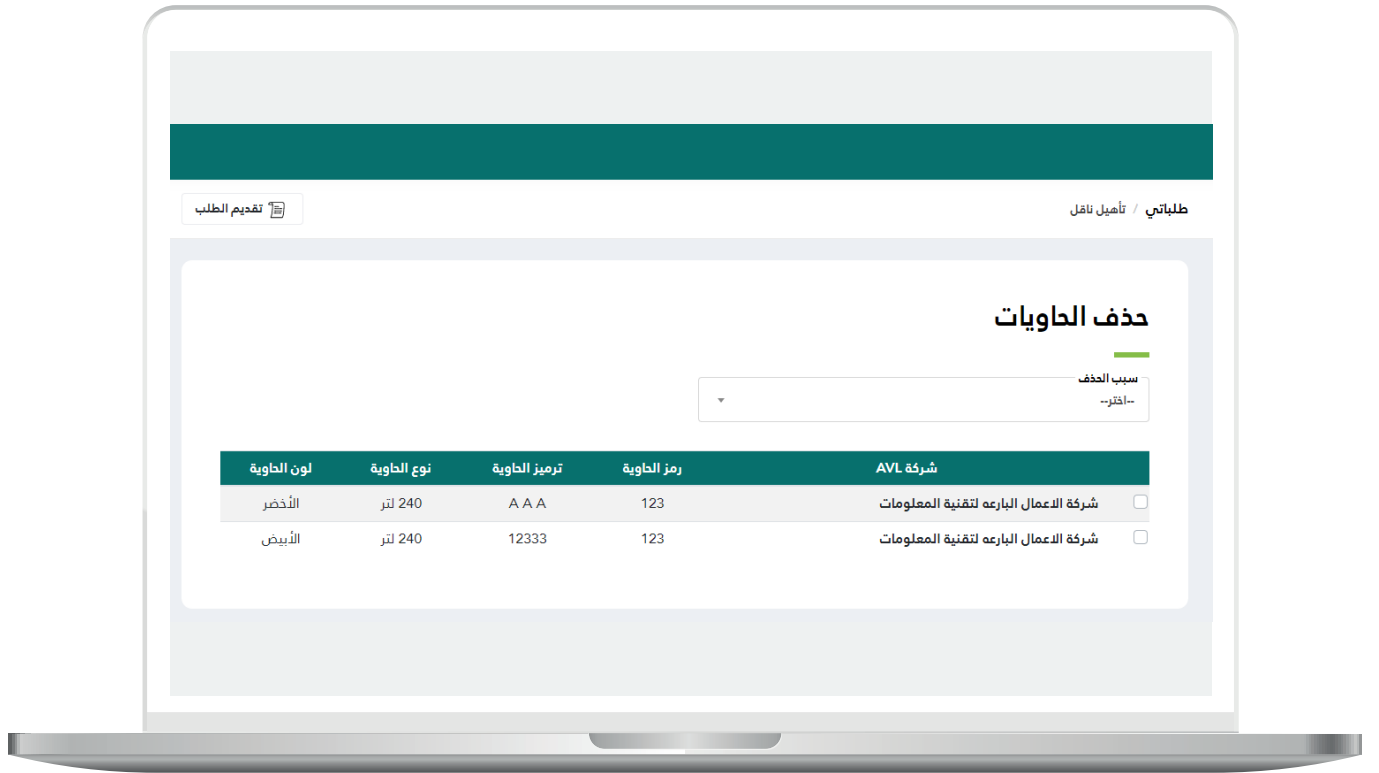 طلباتي / تأهيل ناقل
تقديم الطلب
حذف الحاويات
سبب الحذف
--اختر--
شركة AVL رمز الحاوية ترميز الحاوية نوع الحاوية لون الحاوية
شركة الاعمال البارعه لتقنية المعلومات 123 A A A 240 لتر الأخضر
شركة الاعمال البارعه لتقنية المعلومات 123 12333 240 لتر الأبيض